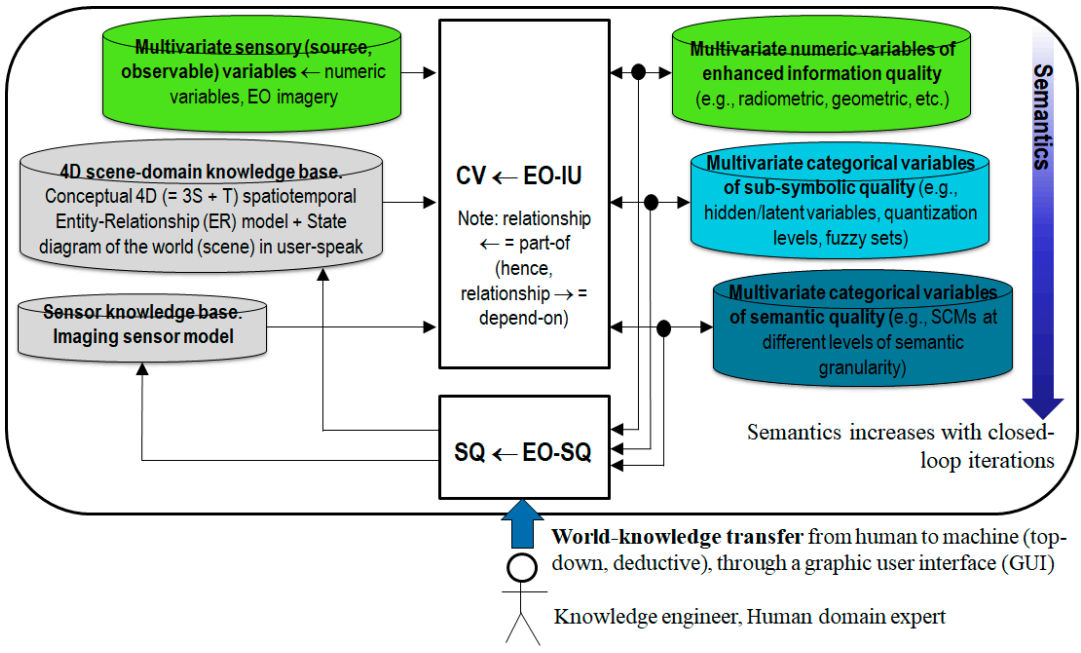 Multivariate sensory (source,
observable) variables ← numeric
variables, EO imagery
4D scene-domain knowledge base.
Conceptual 4D (= 3S + T) spatiotemporal
Entity-Relationship (ER) model + State
diagram of the world (scene) in user-speak
Sensor knowledge base.
Imaging sensor model
CV ← EO-IU
Note: relationship
← = part-of
(hence,
relationship → =
depend-on)
SQ ← EO-SQ
Multivariate numeric variables of
enhanced information quality
(e.g., radiometric, geometric, etc.)
Multivariate categorical variables
of sub-symbolic quality (e.g.,
hidden/latent variables, quantization
levels, fuzzy sets)
Multivariate categorical variables
of semantic quality (e.g., SCMs at
different levels of semantic
granularity)
Semantics
Semantics increases with closed-
loop iterations
World-knowledge transfer from human to machine (top-
down, deductive), through a graphic user interface (GUI)
Knowledge engineer, Human domain expert